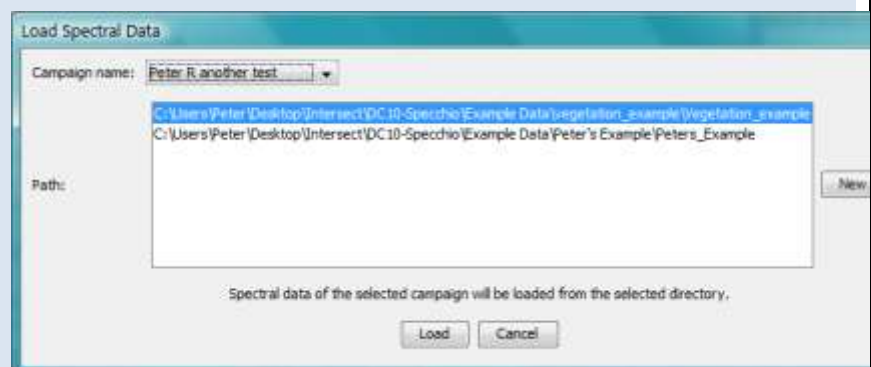 Load Spectral Data
Campaign name: Peter R another test
C:\Users\Peter\Desktop\Intersect\DC10-Specchio\Example Data\vegetation_example\Vegetation_example
C:\Users\Peter\Desktop\Intersect\DC10-Specchio\Example Data\Peter's Example\Peters_Example
Path:
New
Spectral data of the selected campaign will be loaded from the selected directory.
Load Cancel